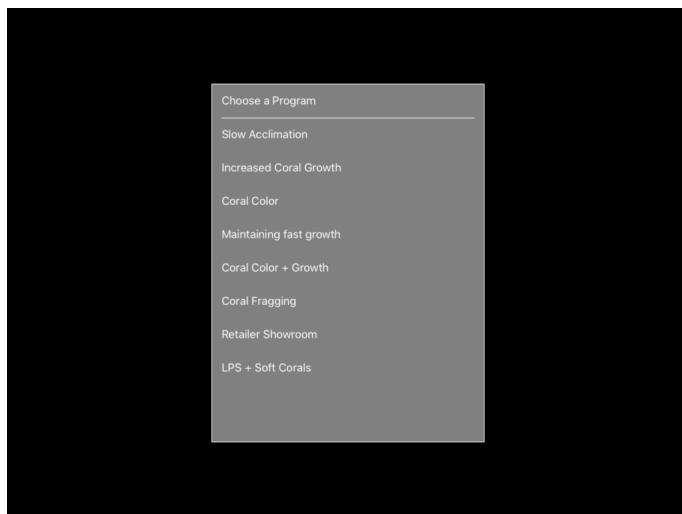 Choose a Program
Slow Acclimation
Increased Coral Growth
Coral Color
Maintaining fast growth
Coral Color + Growth
Coral Fragging
Retailer Showroom
LPS + Soft Corals